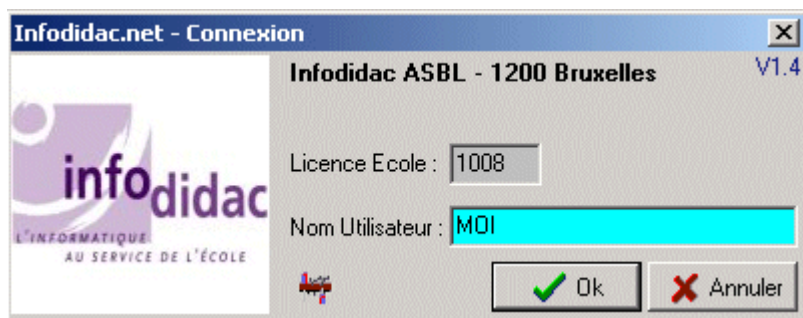 Infodidac.net - Connexion
Infodidac ASBL - 1200 Bruxelles
V1.4
infodidac
L'INFORMATIQUE
AU SERVICE DE L'ÉCOLE
Licence Ecole : 1008
Nom Utilisateur : MOI
Ok
Annuler